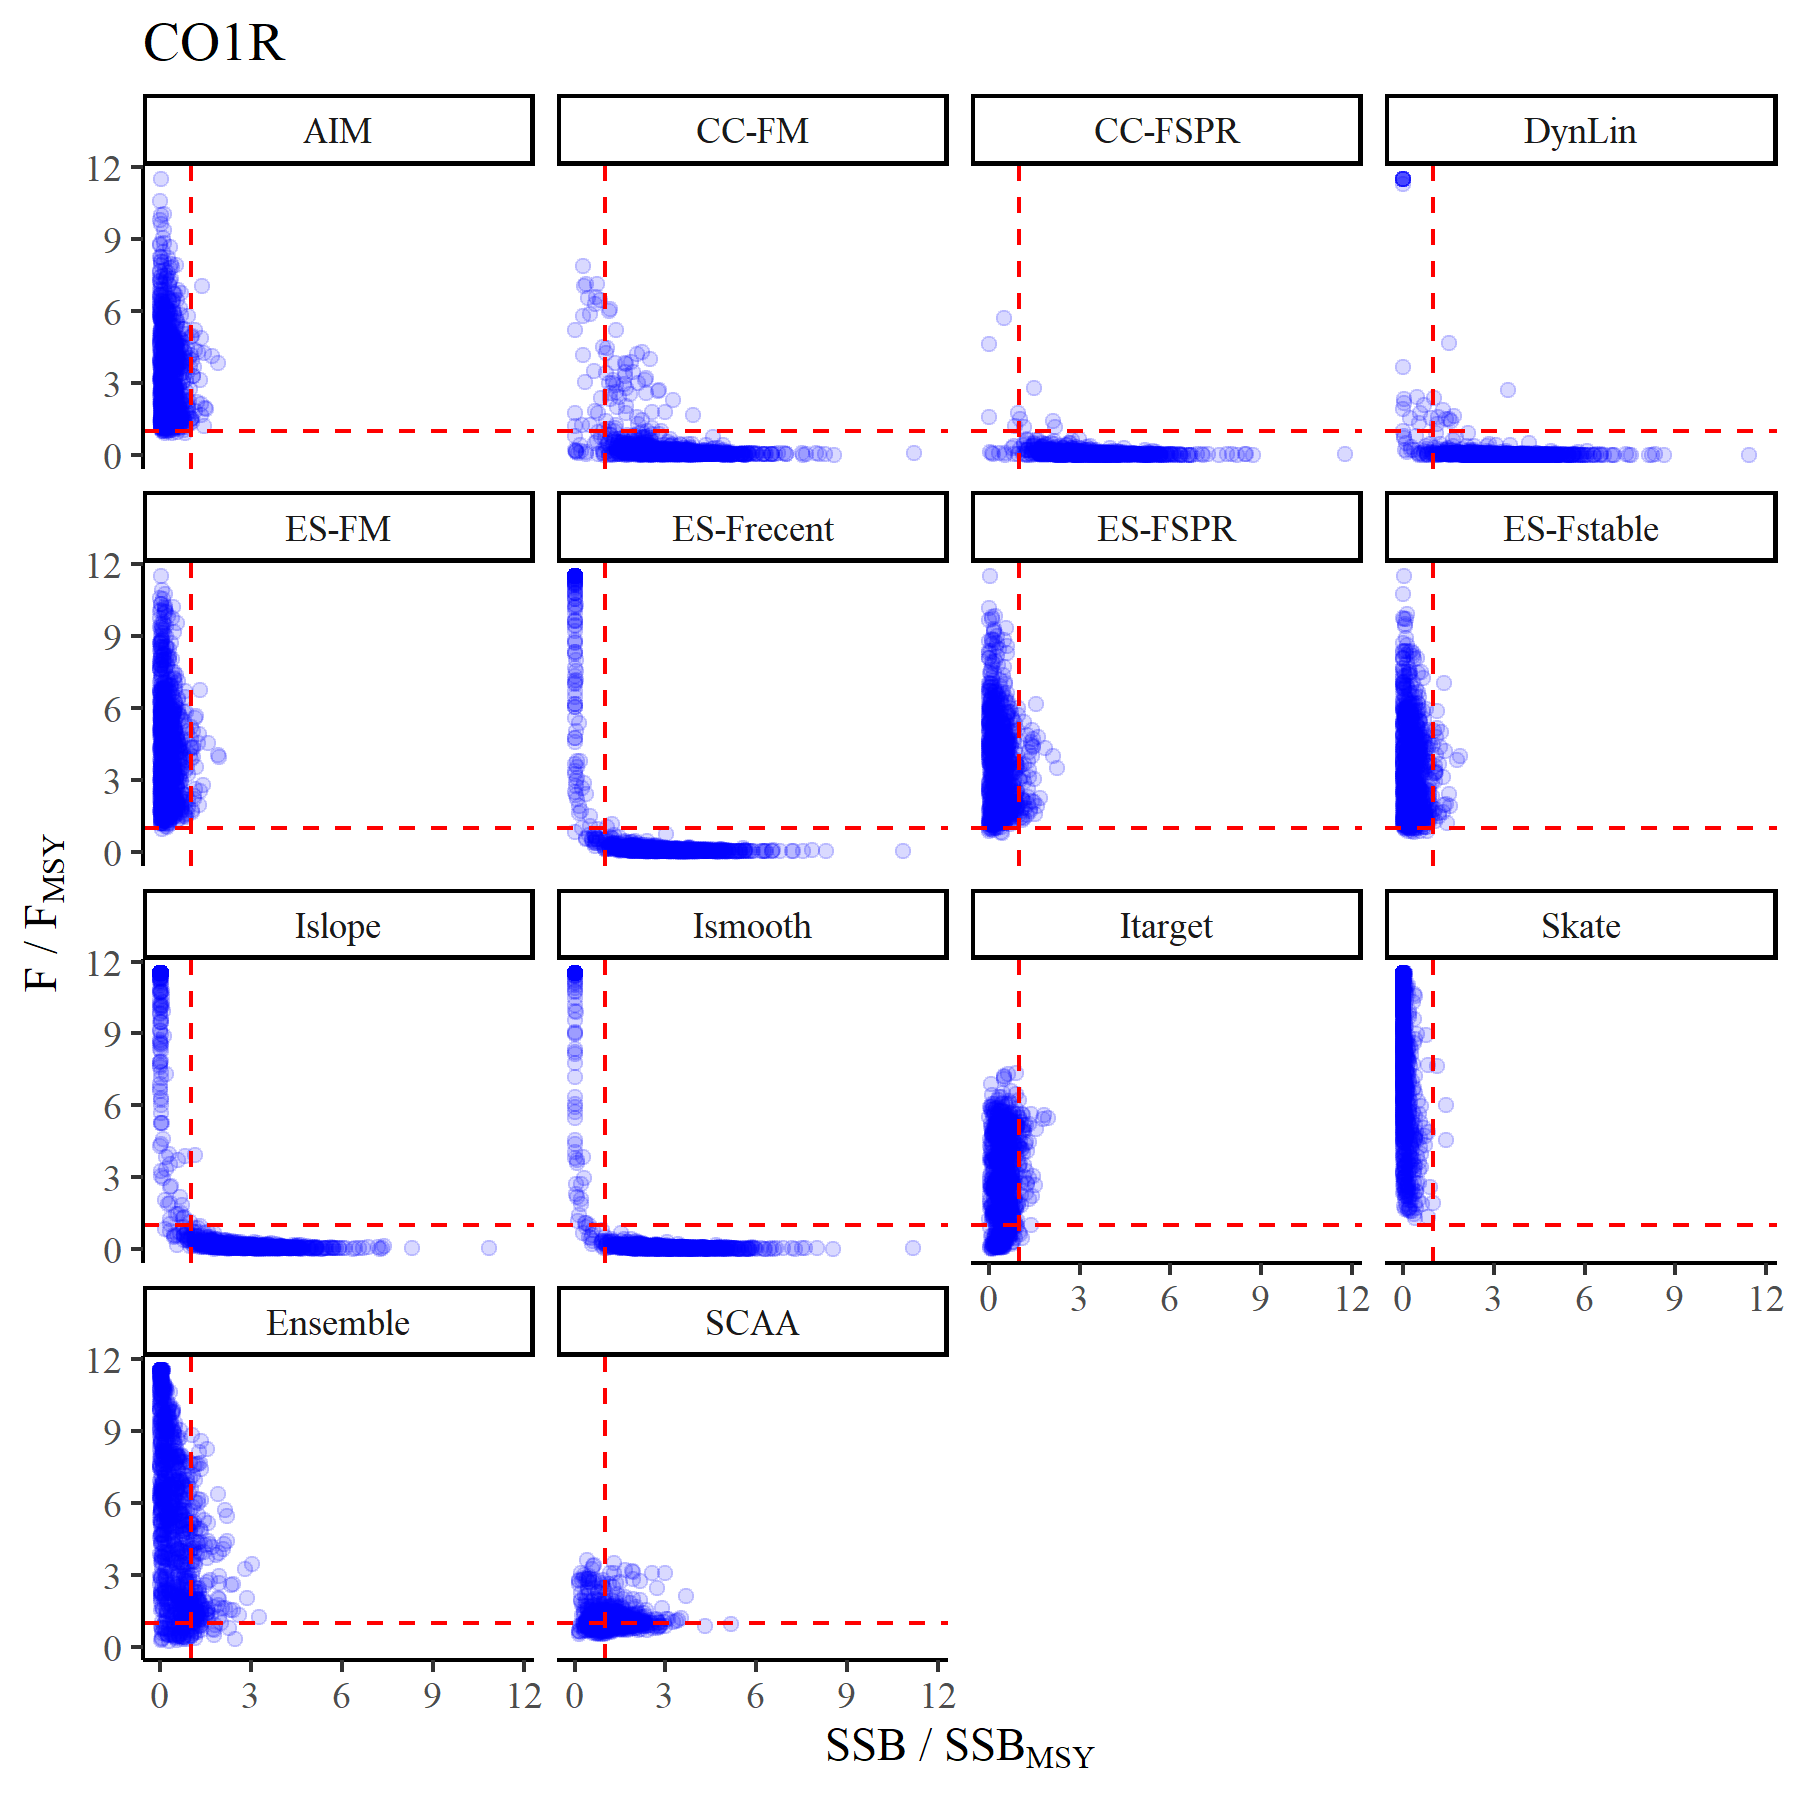 CO1R
AIM CC-FM CC-FSPR DynLin
12
9
6
3
0
ES-FM ES-Frecent ES-FSPR ES-Fstable
12
9
6
3
0
F / FMSY
Islope Ismooth Itarget Skate
12
9
6
3
0
0 3 6 9 12 0 3 6 9 12
Ensemble SCAA
12
9
6
3
0
0 3 6 9 12 0 3 6 9 12
SSB / SSBMSY